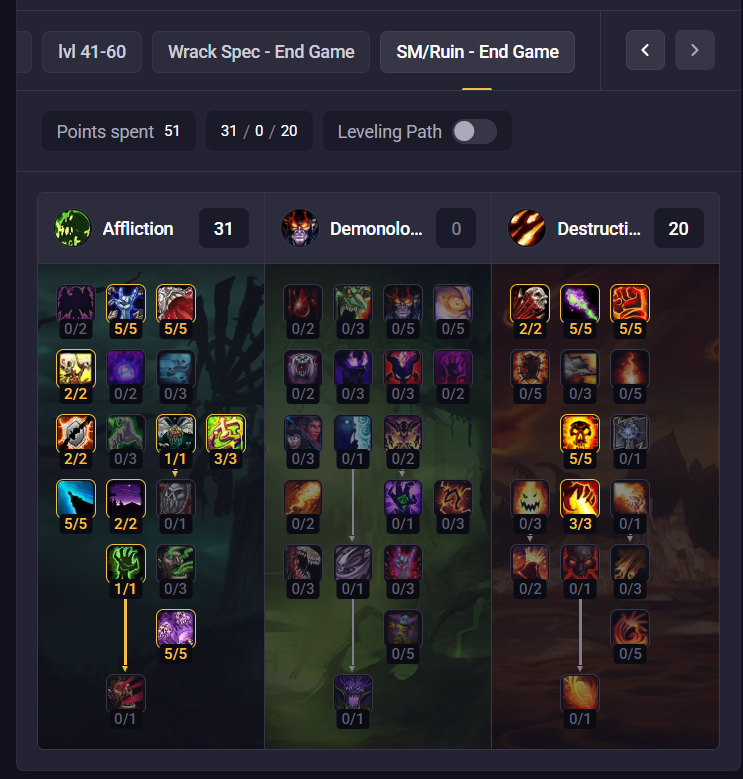 lvl 41-60 Wrack Spec - End Game SM/Ruin - End Game
Points spent 51 31 / 0 / 20 Leveling Path
Affliction 31 Demonolo... 0 Destructi... 20
0/2 5/5 5/5 0/2 0/3 0/5 0/5 2/2 5/5 5/5
2/2 0/2 0/3 0/2 0/3 0/3 0/2 0/5 0/3 0/5
2/2 0/3 1/1 3/3 0/3 0/1 0/2 5/5 0/1
5/5 2/2 0/1 0/2 0/1 0/3 0/3 3/3 0/1
1/1 0/3 0/3 0/1 0/3 0/2 0/1 0/3
5/5 0/5 0/5
0/1 0/1 0/1